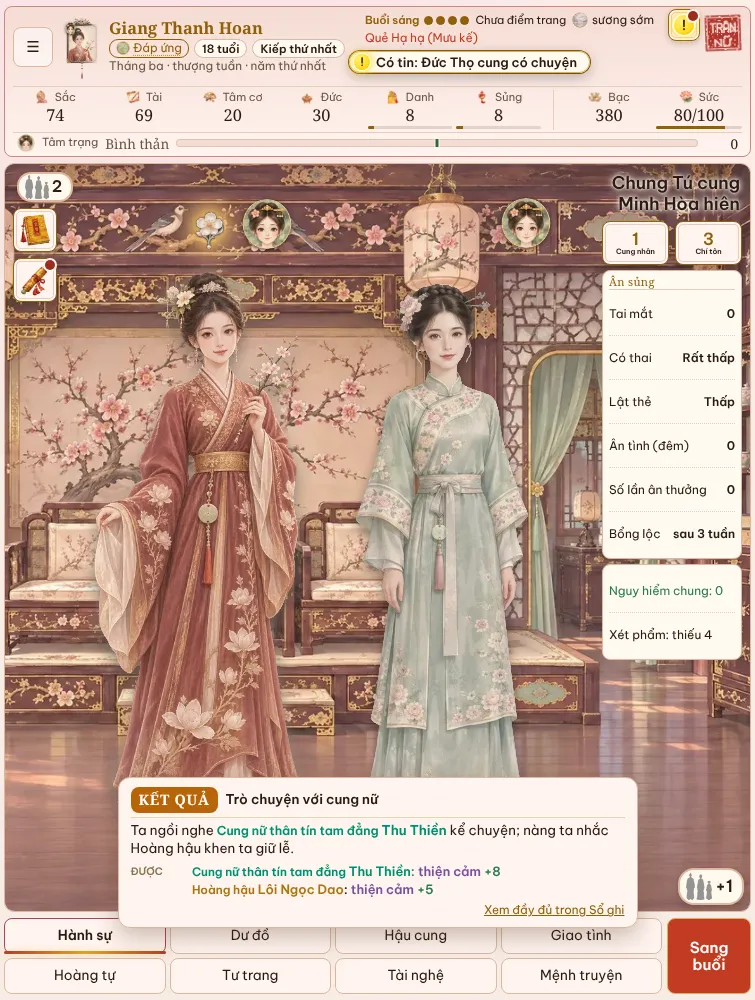 Giang Thanh Hoan
Đáp ứng
18 tuổi
Kiếp thứ nhất
Tháng ba · thượng tuần · năm thứ nhất
Buổi sáng
Chưa điểm trang
sương sớm
Quẻ Hạ hạ (Mưu kế)
Có tin: Đức Thọ cung có chuyện
TRÂN NỮ
Sắc
74
Tài
69
Tâm cơ
20
Đức
30
Danh
8
Sủng
8
Bạc
380
Sức
80/100
Tâm trạng
Bình thản
0
2
Chung Tú cung
Minh Hòa hiên
1
Cung nhân
3
Chí tôn
Ân sủng
Tai mắt 0
Có thai Rất thấp
Lật thẻ Thấp
Ân tình (đêm) 0
Số lần ân thưởng 0
Bổng lộc sau 3 tuần
Nguy hiểm chung: 0
Xét phẩm: thiếu 4
KẾT QUẢ Trò chuyện với cung nữ
Ta ngồi nghe Cung nữ thân tín tam đẳng Thu Thiền kể chuyện; nàng ta nhắc
Hoàng hậu khen ta giữ lễ.
ĐƯỢC Cung nữ thân tín tam đẳng Thu Thiền: thiện cảm +8
Hoàng hậu Lôi Ngọc Dao: thiện cảm +5
Xem đầy đủ trong Sổ ghi
+1
Hành sự
Dư đồ
Hậu cung
Giao tình
Sang buổi
Hoàng tự
Tư trang
Tài nghệ
Mệnh truyện